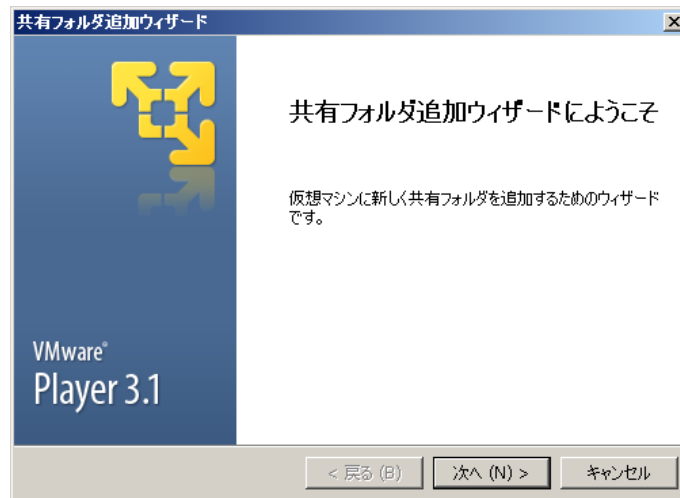 共有フォルダ追加ウィザード
共有フォルダ追加ウィザードにようこそ
仮想マシンに新しく共有フォルダを追加するためのウィザード
です。
VMware®
Player 3.1
< 戻る (B)
次へ (N) >
キャンセル